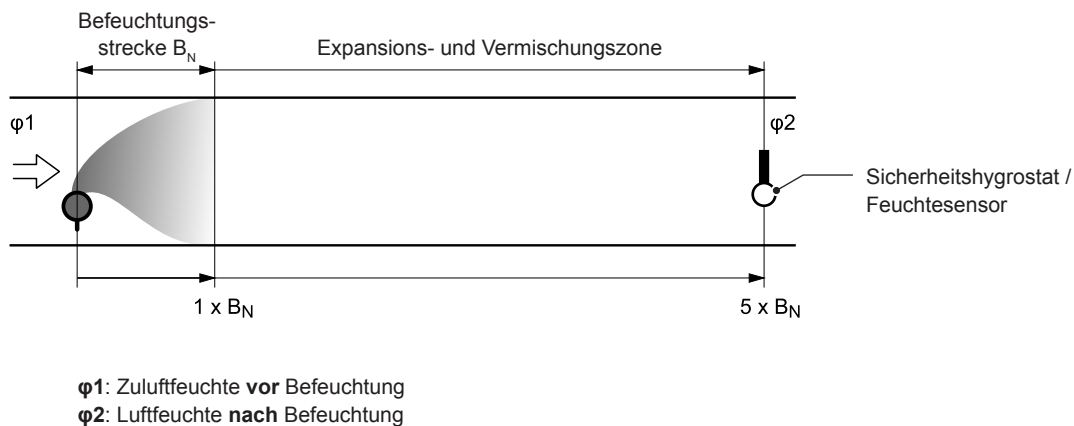 Befeuchtungs-
strecke B_N
Expansions- und Vermischungszone
φ1
φ2
Sicherheitshygrostat /
Feuchtesensor
1 x B_N
5 x B_N
φ1: Zuluftfeuchte vor Befeuchtung
φ2: Luftfeuchte nach Befeuchtung